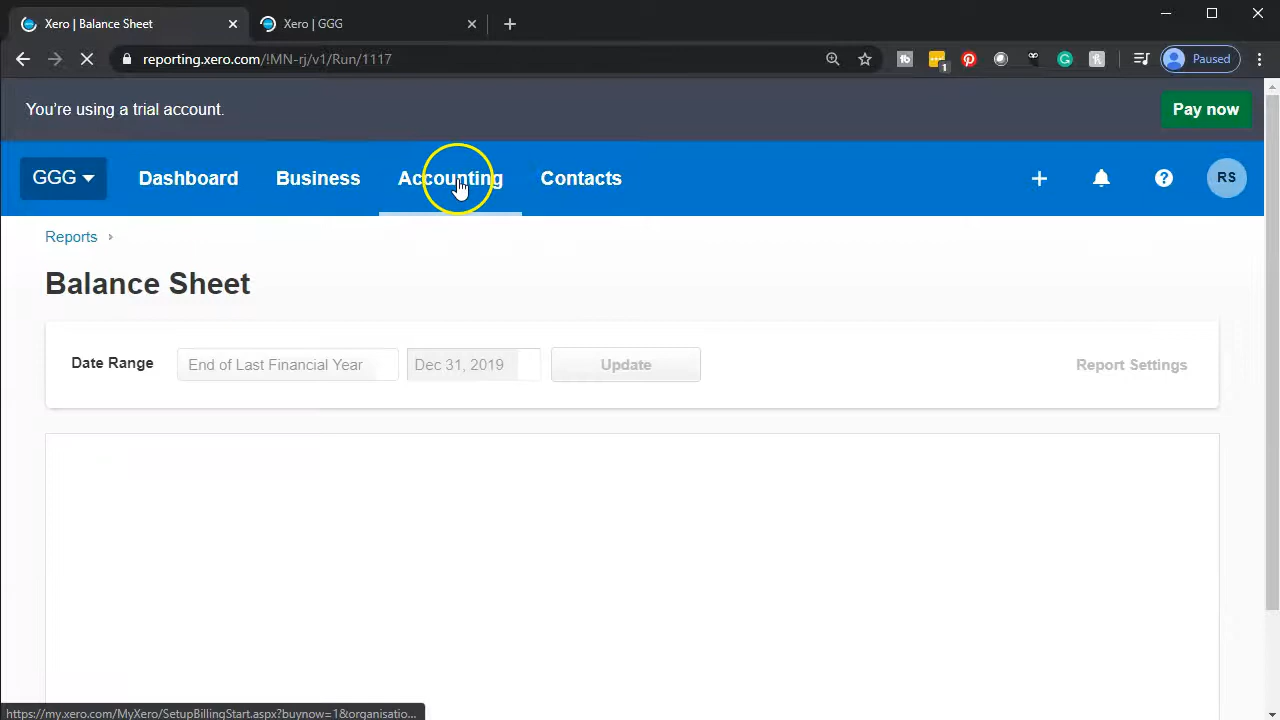 Xero | Balance Sheet
Xero | GGG
reporting.xero.com/!MN-rj/v1/Run/1117
1
Paused
You're using a trial account.
Pay now
GGG
Dashboard
Business
Accounting
Contacts
RS
Reports
Balance Sheet
Date Range
End of Last Financial Year
Dec 31, 2019
Update
Report Settings
https://my.xero.com/MyXero/SetupBillingStart.aspx?buynow=1&organisatio...